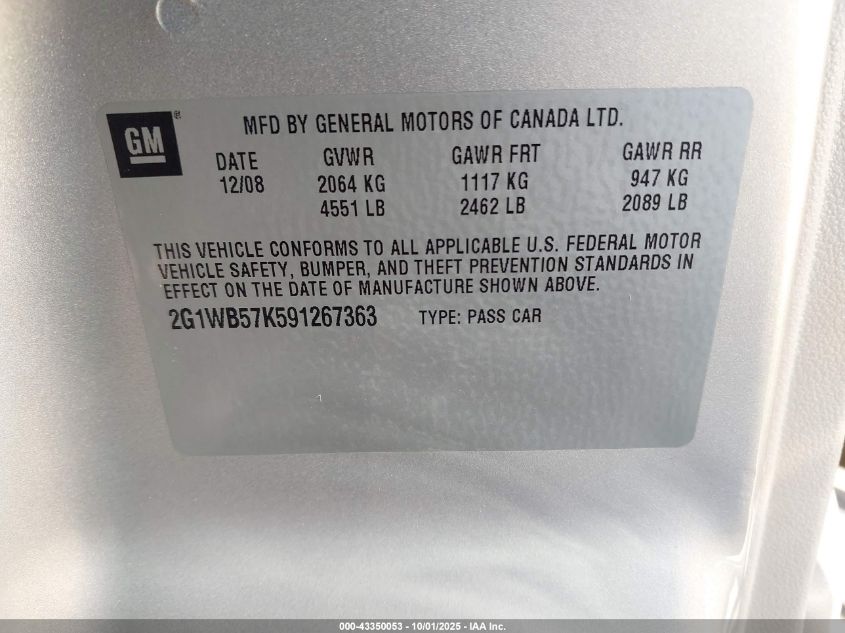 GM®
MFD BY GENERAL MOTORS OF CANADA LTD.
DATE GVWR GAWR FRT GAWR RR
12/08 2064 KG 1117 KG 947 KG
4551 LB 2462 LB 2089 LB
THIS VEHICLE CONFORMS TO ALL APPLICABLE U.S. FEDERAL MOTOR
VEHICLE SAFETY, BUMPER, AND THEFT PREVENTION STANDARDS IN
EFFECT ON THE DATE OF MANUFACTURE SHOWN ABOVE.
2G1WB57K591267363 TYPE: PASS CAR
000-43350053 - 10/01/2025 - IAA Inc.